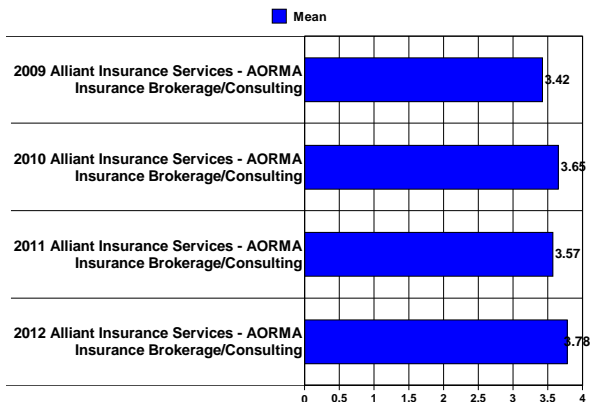 Mean
2009 Alliant Insurance Services - AORMA
Insurance Brokerage/Consulting
3.42
2010 Alliant Insurance Services - AORMA
Insurance Brokerage/Consulting
3.65
2011 Alliant Insurance Services - AORMA
Insurance Brokerage/Consulting
3.57
2012 Alliant Insurance Services - AORMA
Insurance Brokerage/Consulting
3.78
0 0.5 1 1.5 2 2.5 3 3.5 4